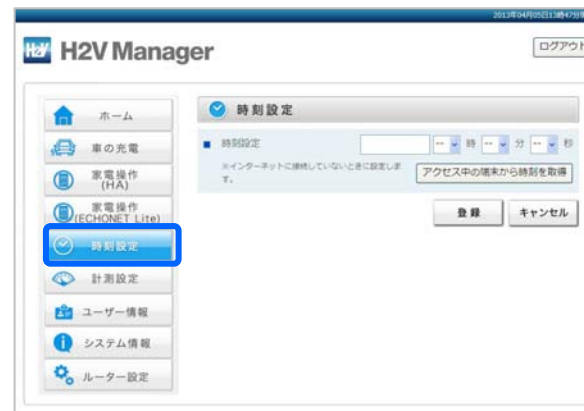 2013年04月05日13時47分
H2V H2V Manager
ログアウト
ホーム
車の充電
家電操作
(HA)
家電操作
(ECHONET Lite)
時刻設定
計測設定
ユーザー情報
システム情報
ルーター設定
時刻設定
時刻設定 -- 時 -- 分 -- 秒
※インターネットに接続していないときに設定しま
す。
アクセス中の端末から時刻を取得
登録 キャンセル